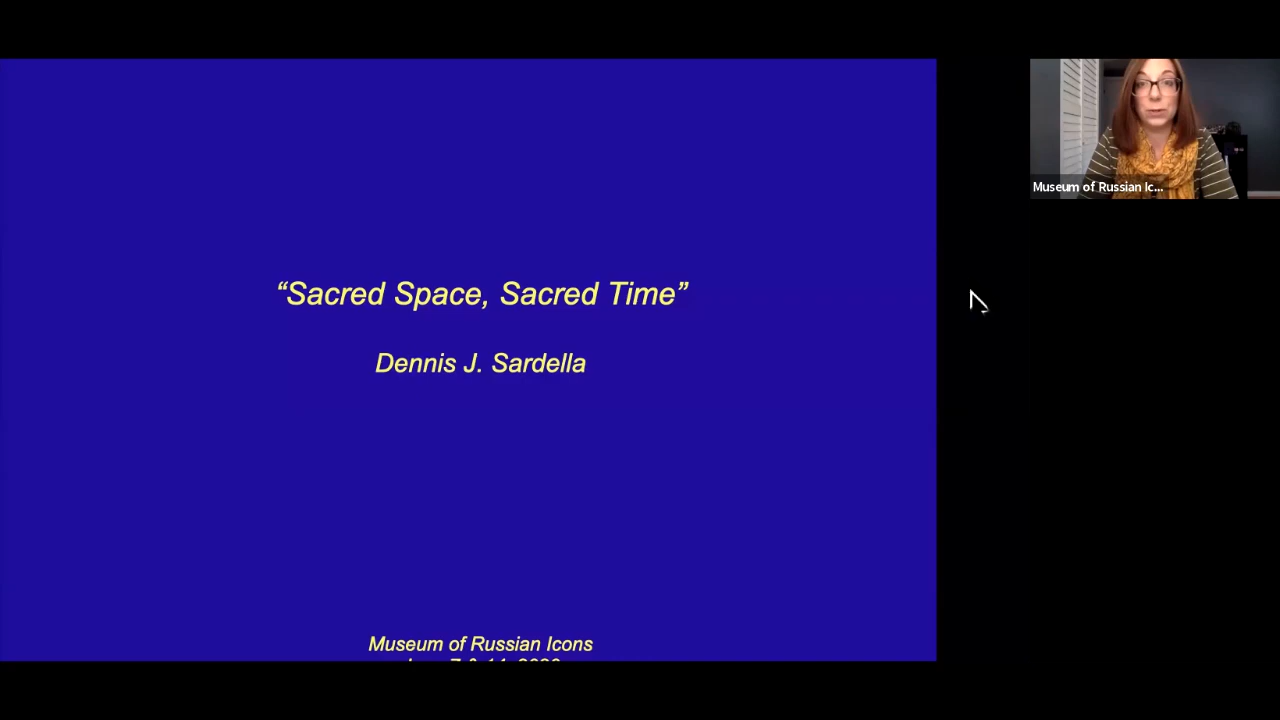 “Sacred Space, Sacred Time”
Dennis J. Sardella
Museum of Russian Icons
Museum of Russian Ic...